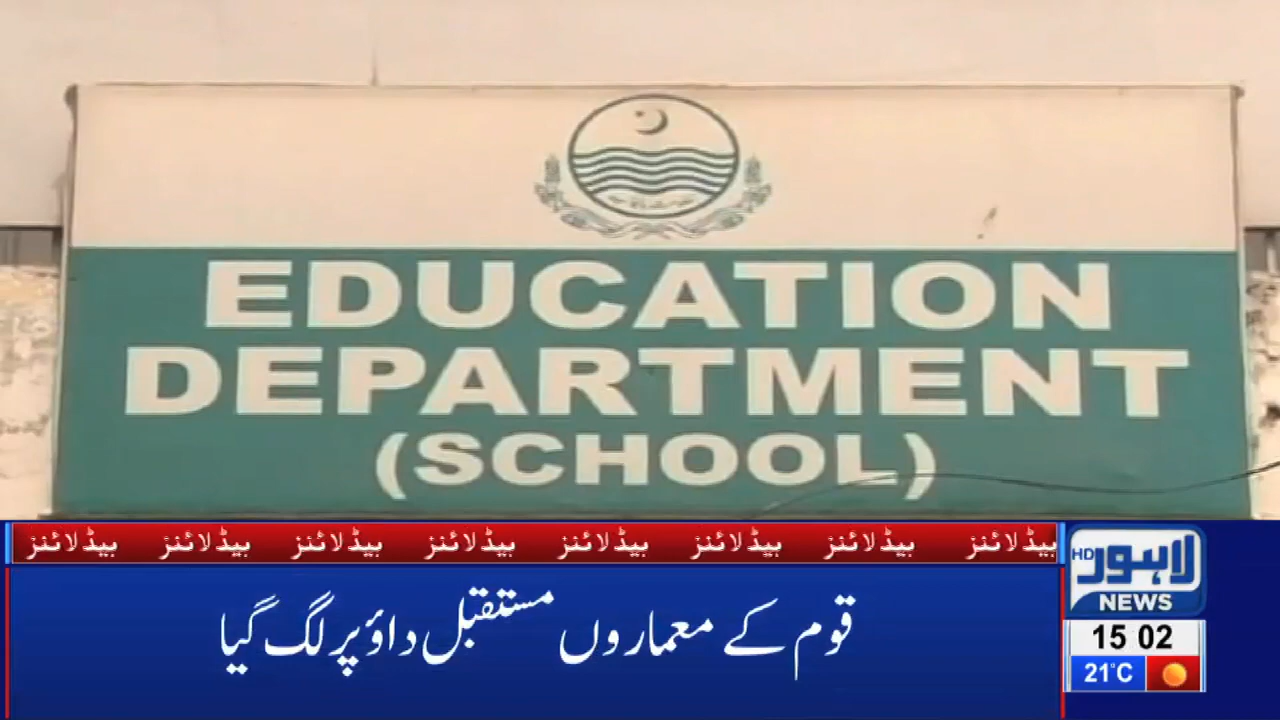 EDUCATION
DEPARTMENT
(SCHOOL)
ہیڈلائنز ہیڈلائنز ہیڈلائنز ہیڈلائنز ہیڈلائنز ہیڈلائنز ہیڈلائنز ہیڈلائنز
قوم کے معماروں مستقبل داؤ پر لگ گیا
لاہور HD
NEWS
15 02
21°C